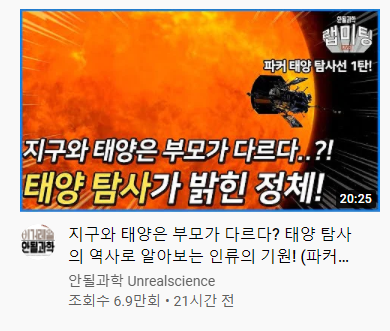 안될과학
랩미팅
파커 태양 탐사선 1탄!
지구와 태양은 부모가 다르다..?!
태양 탐사가 밝힌 정체!
20:25
안될과학
지구와 태양은 부모가 다르다? 태양 탐사
의 역사로 알아보는 인류의 기원! (파커...
안될과학 Unrealscience
조회수 6.9만회 • 21시간 전